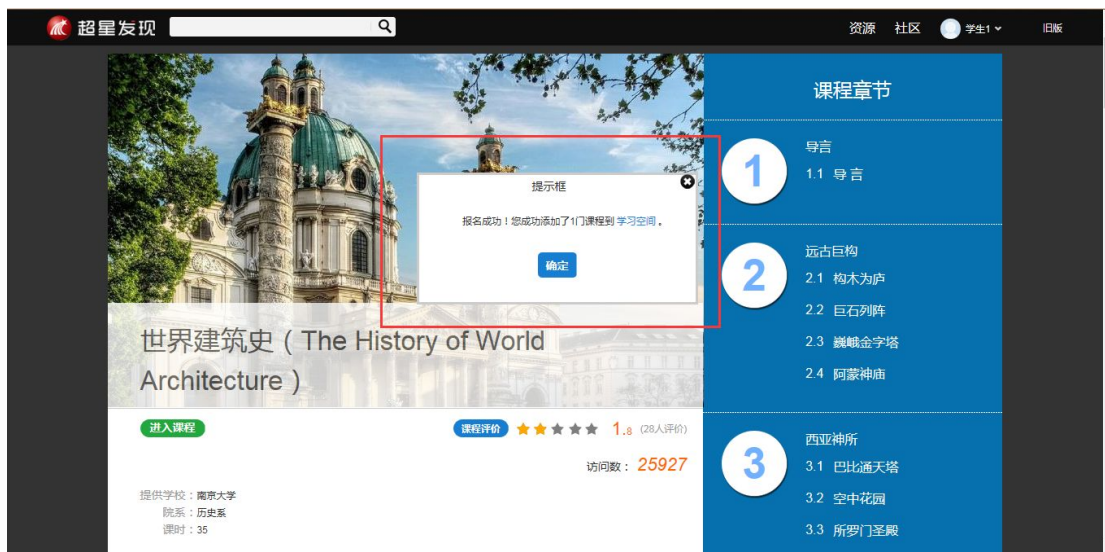 超星发现
资源 社区 学生1 旧版
提示框
报名成功！您成功添加了1门课程到 学习空间 。
确定
世界建筑史（The History of World
Architecture）
进入课程
课程评价 1.8 (28人评价)
访问数： 25927
提供学校：南京大学
院系：历史系
课时：35
课程章节
1
导言
1.1 导言
2
远古巨构
2.1 构木为庐
2.2 巨石列阵
2.3 巍峨金字塔
2.4 阿蒙神庙
3
西亚神所
3.1 巴比通天塔
3.2 空中花园
3.3 所罗门圣殿